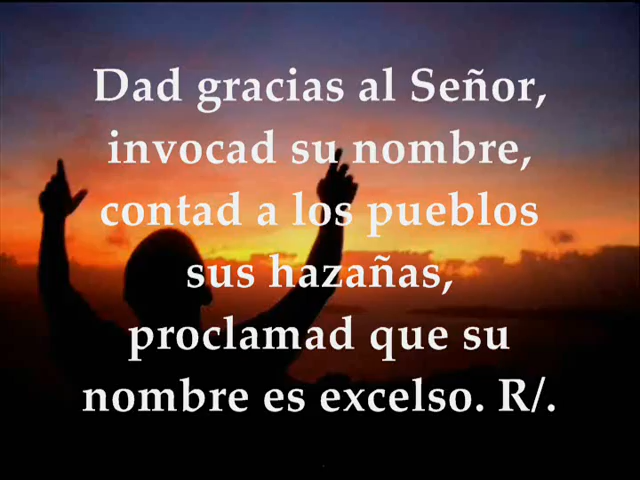 Dad gracias al Señor,
invocad su nombre,
contad a los pueblos
sus hazañas,
proclamad que su
nombre es excelso. R/.